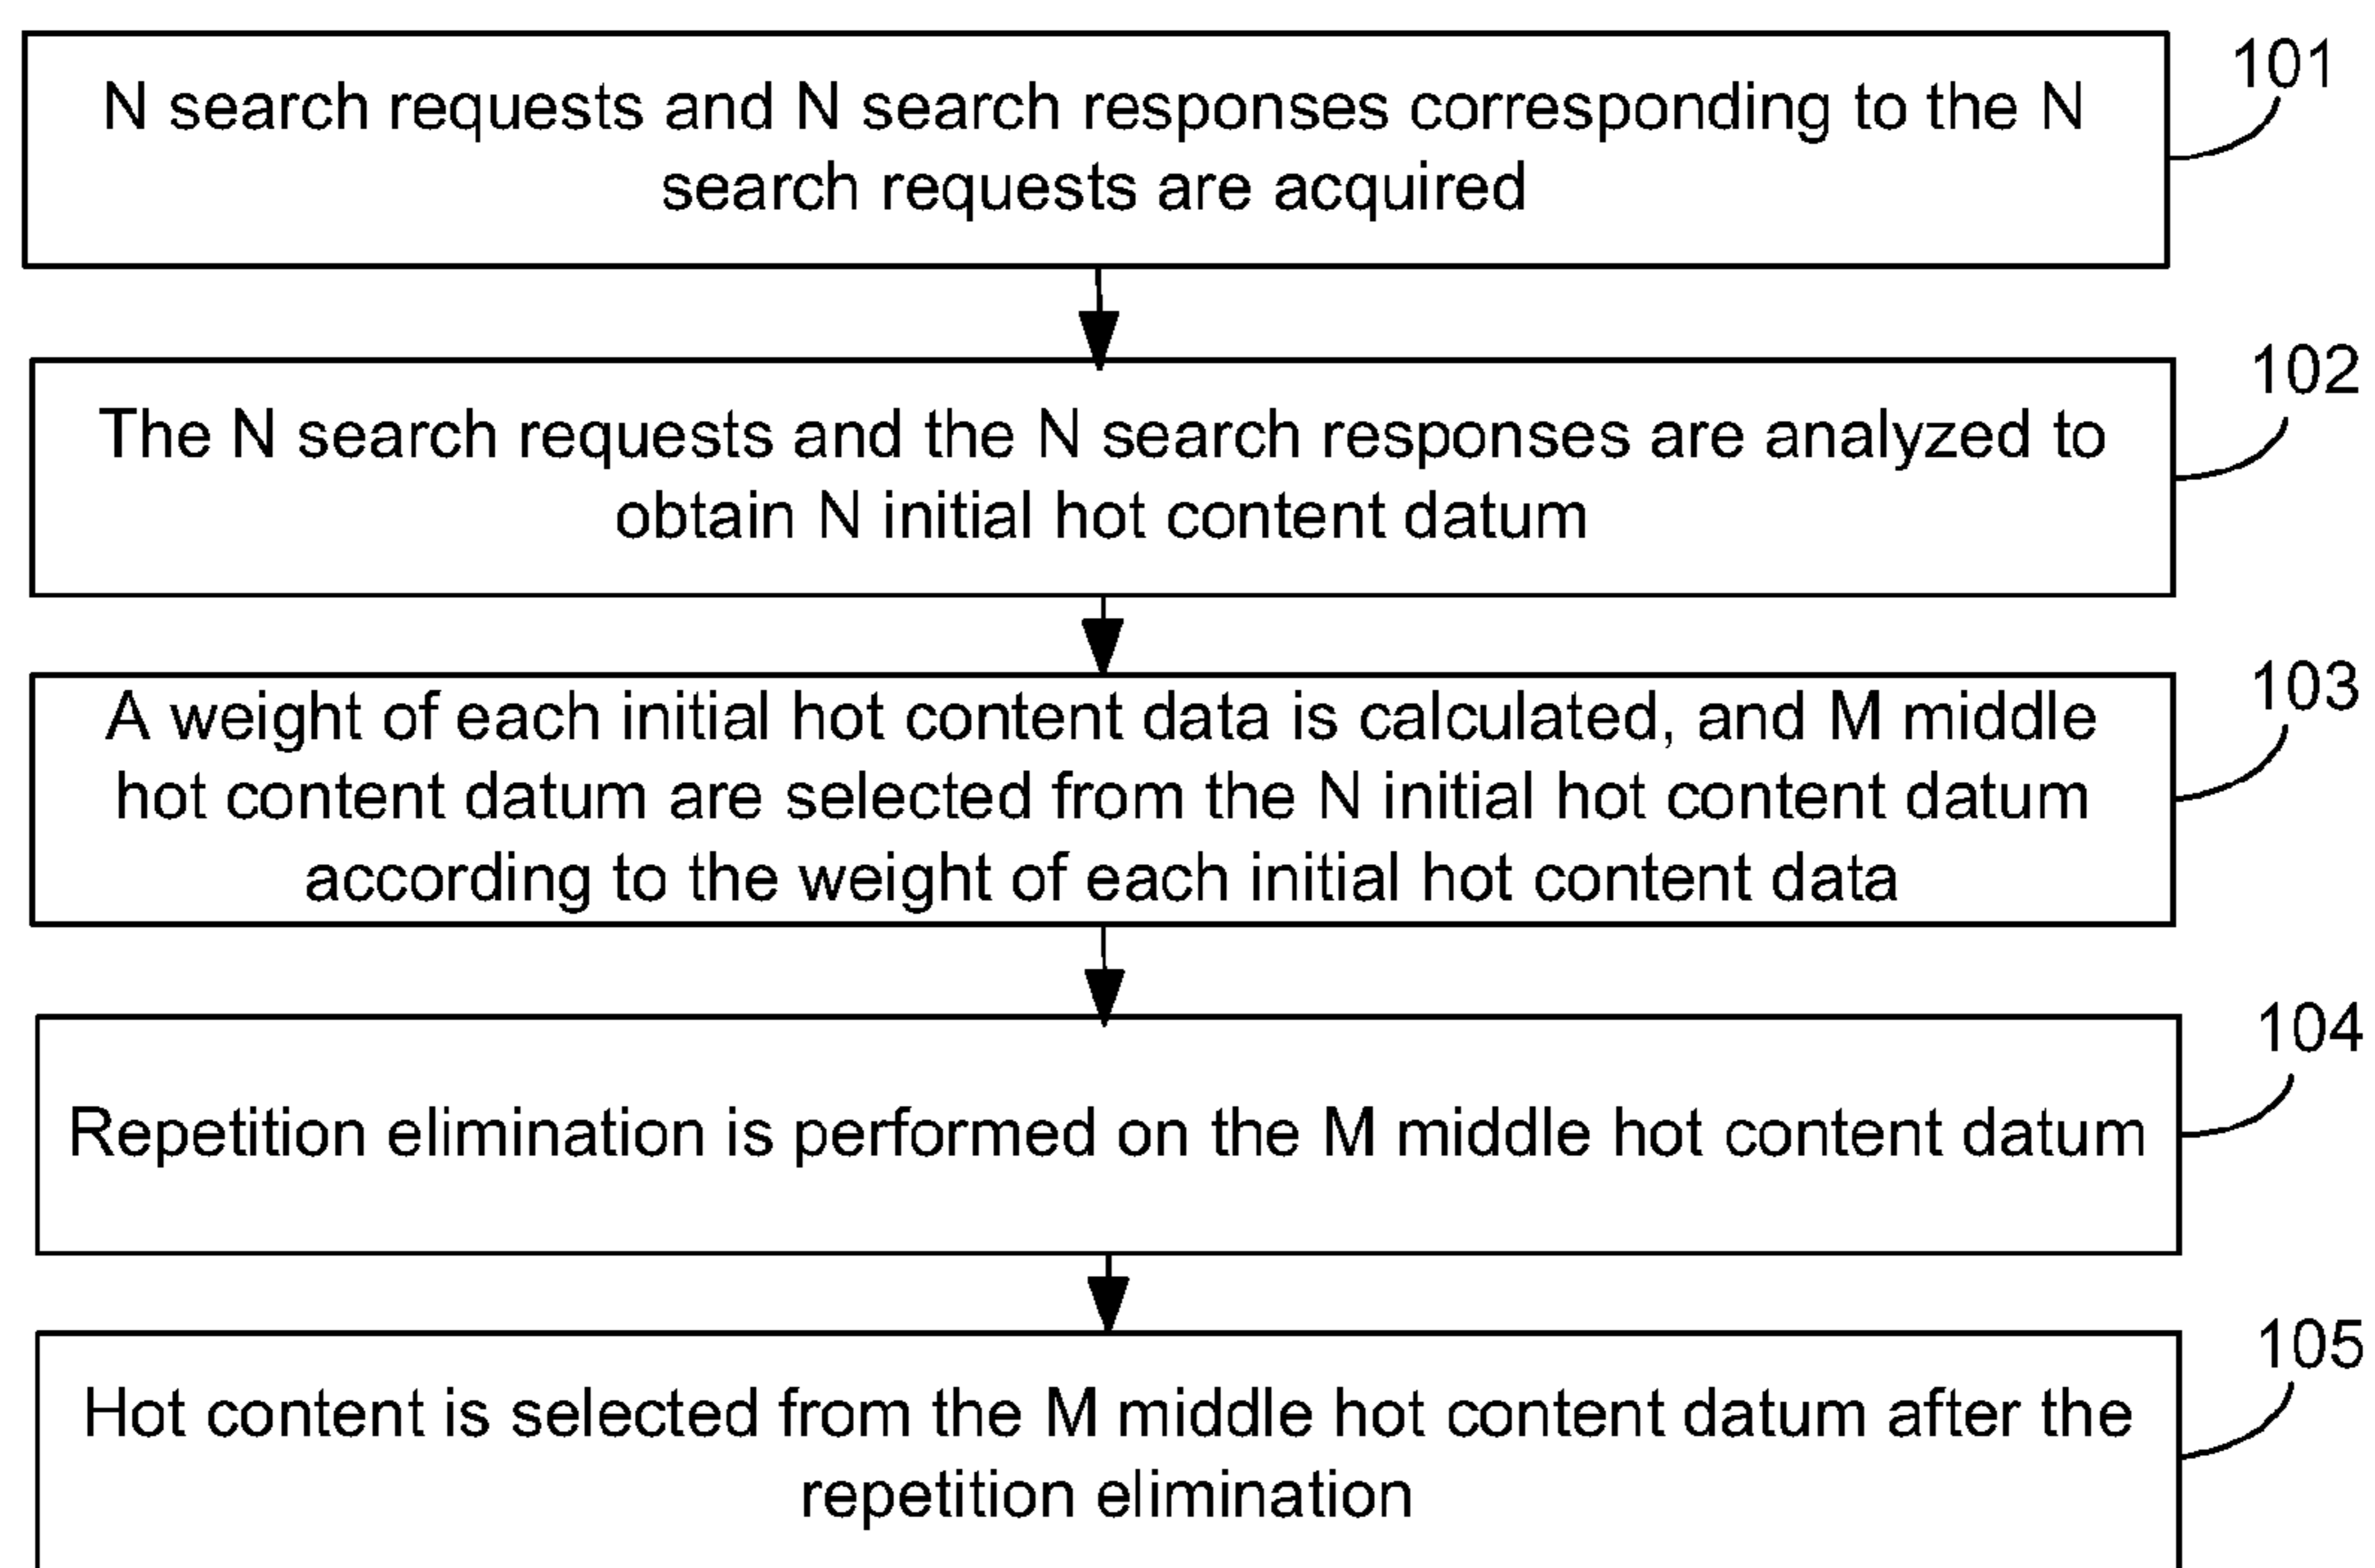 101
N search requests and N search responses corresponding to the N
search requests are acquired
102
The N search requests and the N search responses are analyzed to
obtain N initial hot content datum
103
A weight of each initial hot content data is calculated, and M middle
hot content datum are selected from the N initial hot content datum
according to the weight of each initial hot content data
104
Repetition elimination is performed on the M middle hot content datum
105
Hot content is selected from the M middle hot content datum after the
repetition elimination